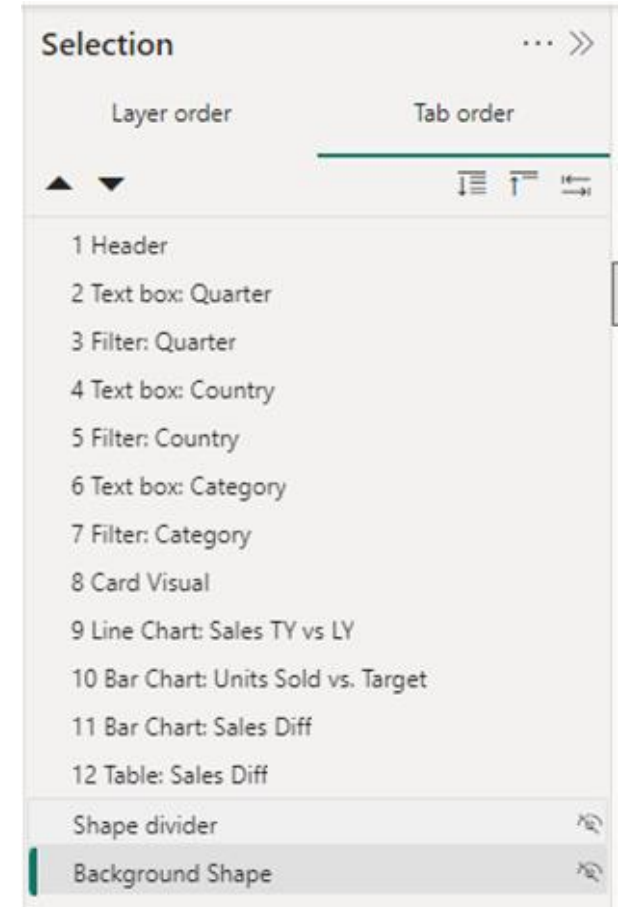 Selection
Layer order Tab order
1 Header
2 Text box: Quarter
3 Filter: Quarter
4 Text box: Country
5 Filter: Country
6 Text box: Category
7 Filter: Category
8 Card Visual
9 Line Chart: Sales TY vs LY
10 Bar Chart: Units Sold vs. Target
11 Bar Chart: Sales Diff
12 Table: Sales Diff
Shape divider
Background Shape